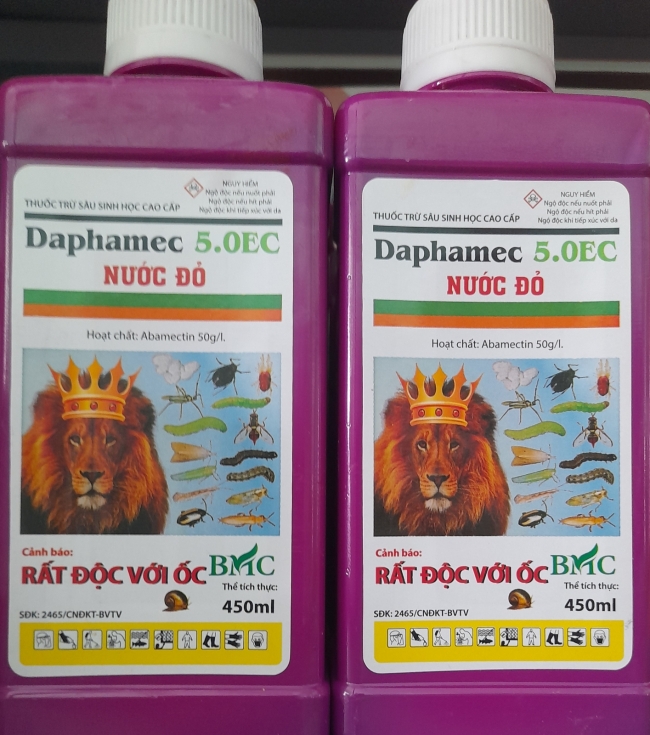 NGUY HIỂM
Ngộ độc nếu nuốt phải
Ngộ độc nếu hít phải
Ngộ độc khi tiếp xúc với da
THUỐC TRỪ SÂU SINH HỌC CAO CẤP
Daphamec 5.0EC
NƯỚC ĐỎ
Hoạt chất: Abamectin 50g/l.
Cảnh báo:
RẤT ĐỘC VỚI ỐC
BMC
Thể tích thực:
450ml
SĐK: 2465/CNĐKT-BVTV
NGUY HIỂM
Ngộ độc nếu nuốt phải
Ngộ độc nếu hít phải
Ngộ độc khi tiếp xúc với da
THUỐC TRỪ SÂU SINH HỌC CAO CẤP
Daphamec 5.0EC
NƯỚC ĐỎ
Hoạt chất: Abamectin 50g/l.
Cảnh báo:
RẤT ĐỘC VỚI ỐC
BMC
Thể tích thực:
450ml
SĐK: 2465/CNĐKT-BVTV